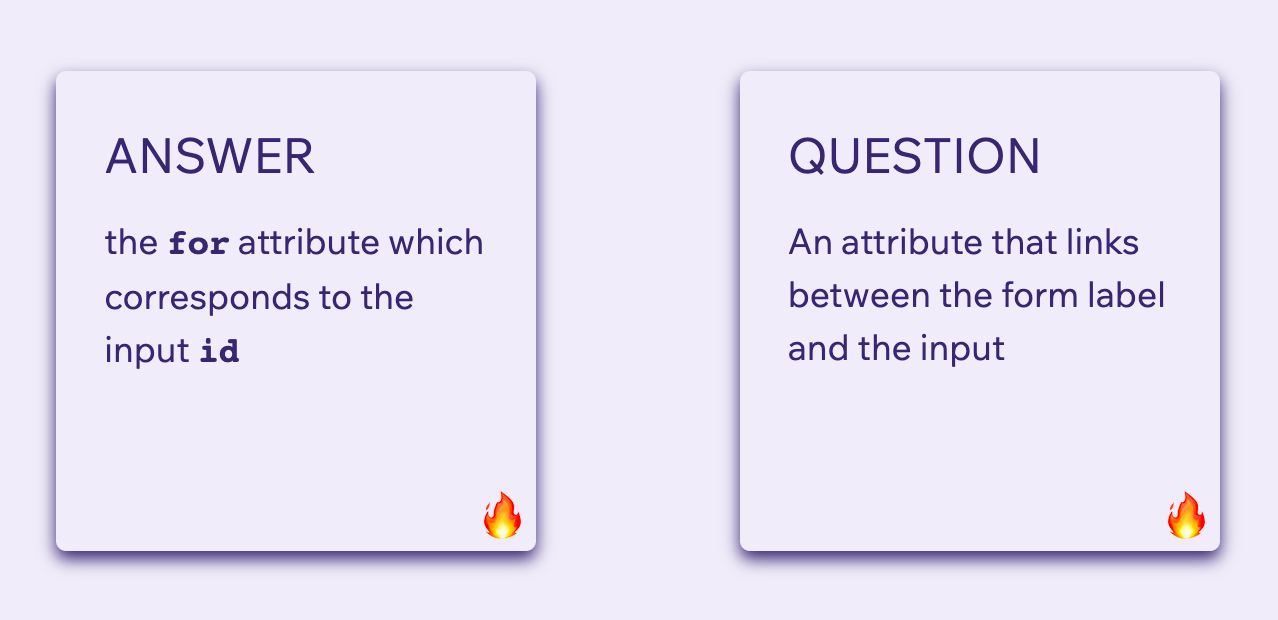 ANSWER
the for attribute which
corresponds to the
input id
QUESTION
An attribute that links
between the form label
and the input